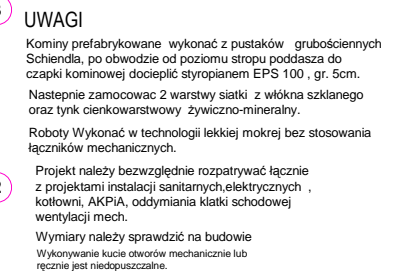 UWAGI
Kominy prefabrykowane wykonać z pustaków grubościennych
Schiendla, po obwodzie od poziomu stropu poddasza do
czapki kominowej docieplić styropianem EPS 100 , gr. 5cm.
Nastepnie zamocowac 2 warstwy siatki z włókna szklanego
oraz tynk cienkowarstwowy żywiczno-mineralny.
Roboty Wykonać w technologii lekkiej mokrej bez stosowania
łączników mechanicznych.
Projekt należy bezwzględnie rozpatrywać łącznie
z projektami instalacji sanitarnych,elektrycznych ,
kotłowni, AKPiA, oddymiania klatki schodowej
wentylacji mech.
Wymiary należy sprawdzić na budowie
Wykonywanie kucie otworów mechanicznie lub
ręcznie jest niedopuszczalne.